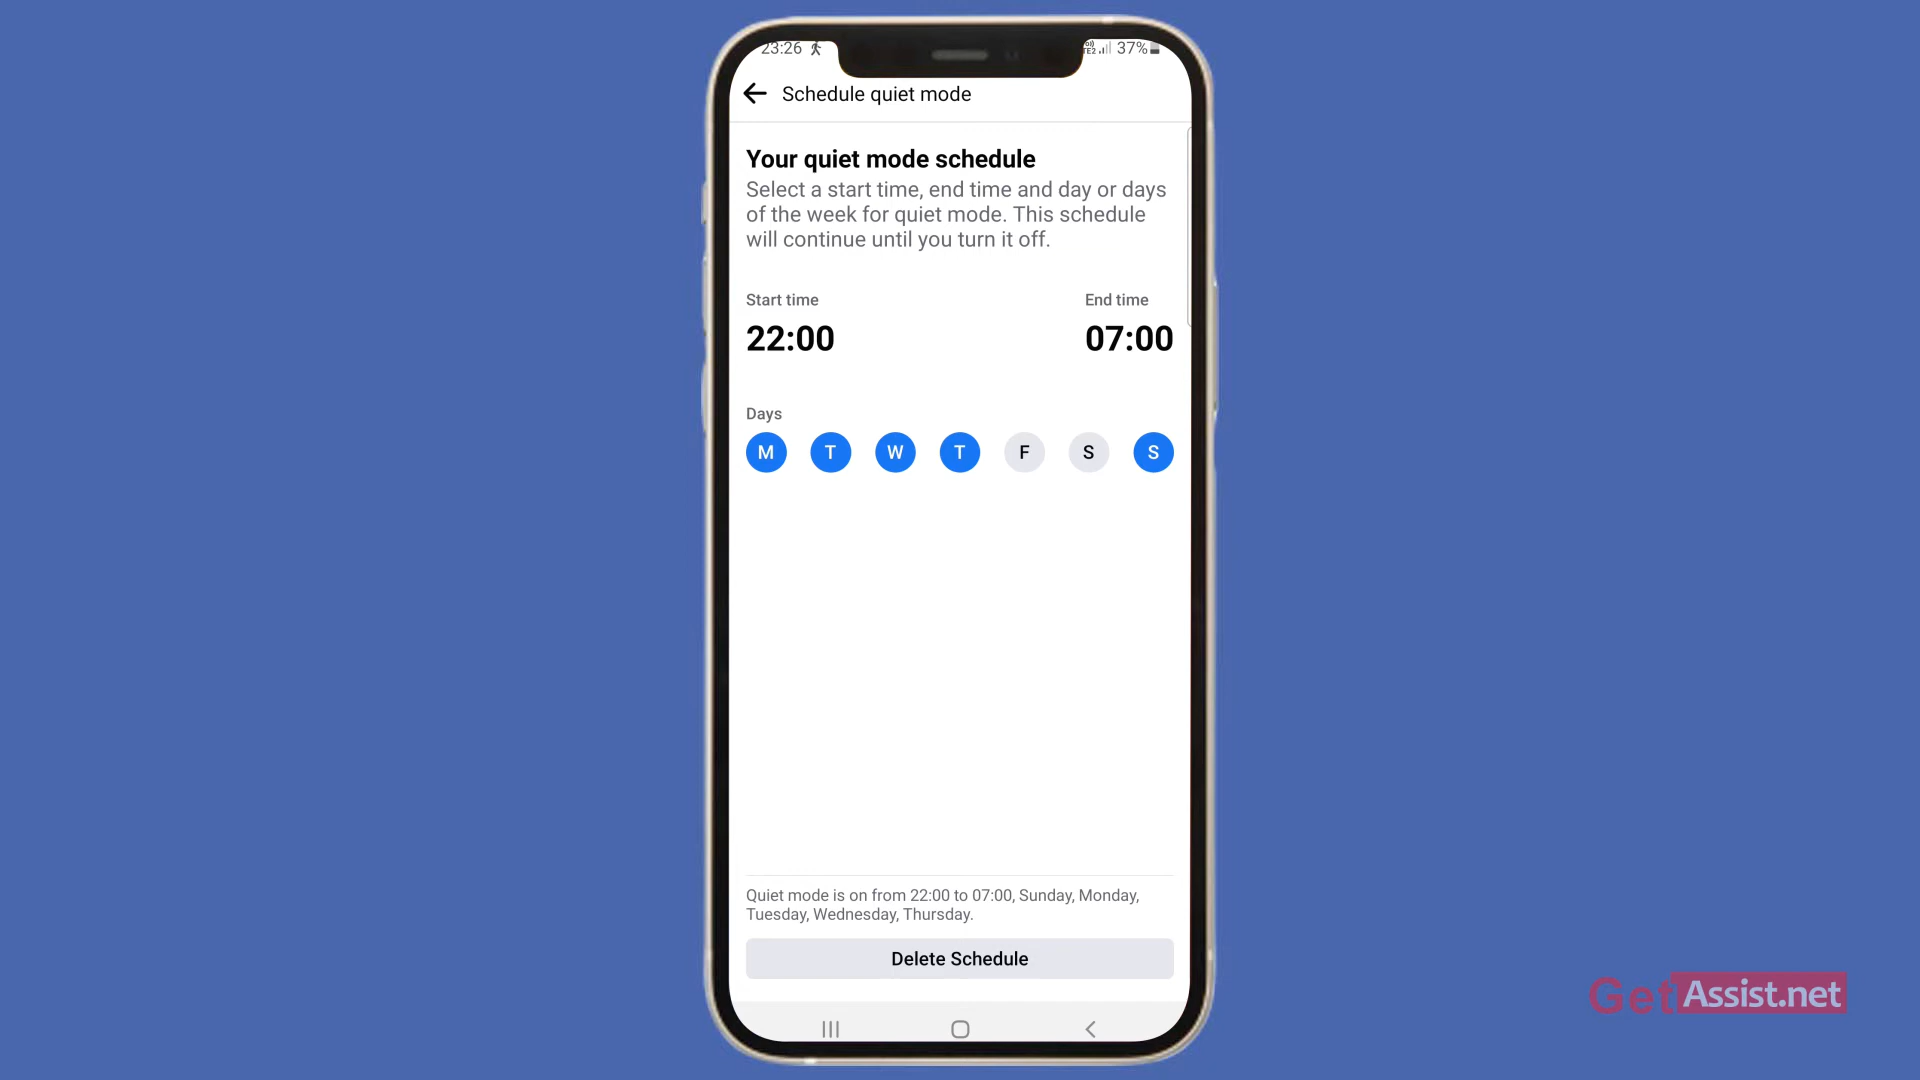 23:26 37%
Schedule quiet mode
Your quiet mode schedule
Select a start time, end time and day or days
of the week for quiet mode. This schedule
will continue until you turn it off.
Start time End time
22:00 07:00
Days
M T W T F S S
Quiet mode is on from 22:00 to 07:00, Sunday, Monday,
Tuesday, Wednesday, Thursday.
Delete Schedule
GetAssist.net